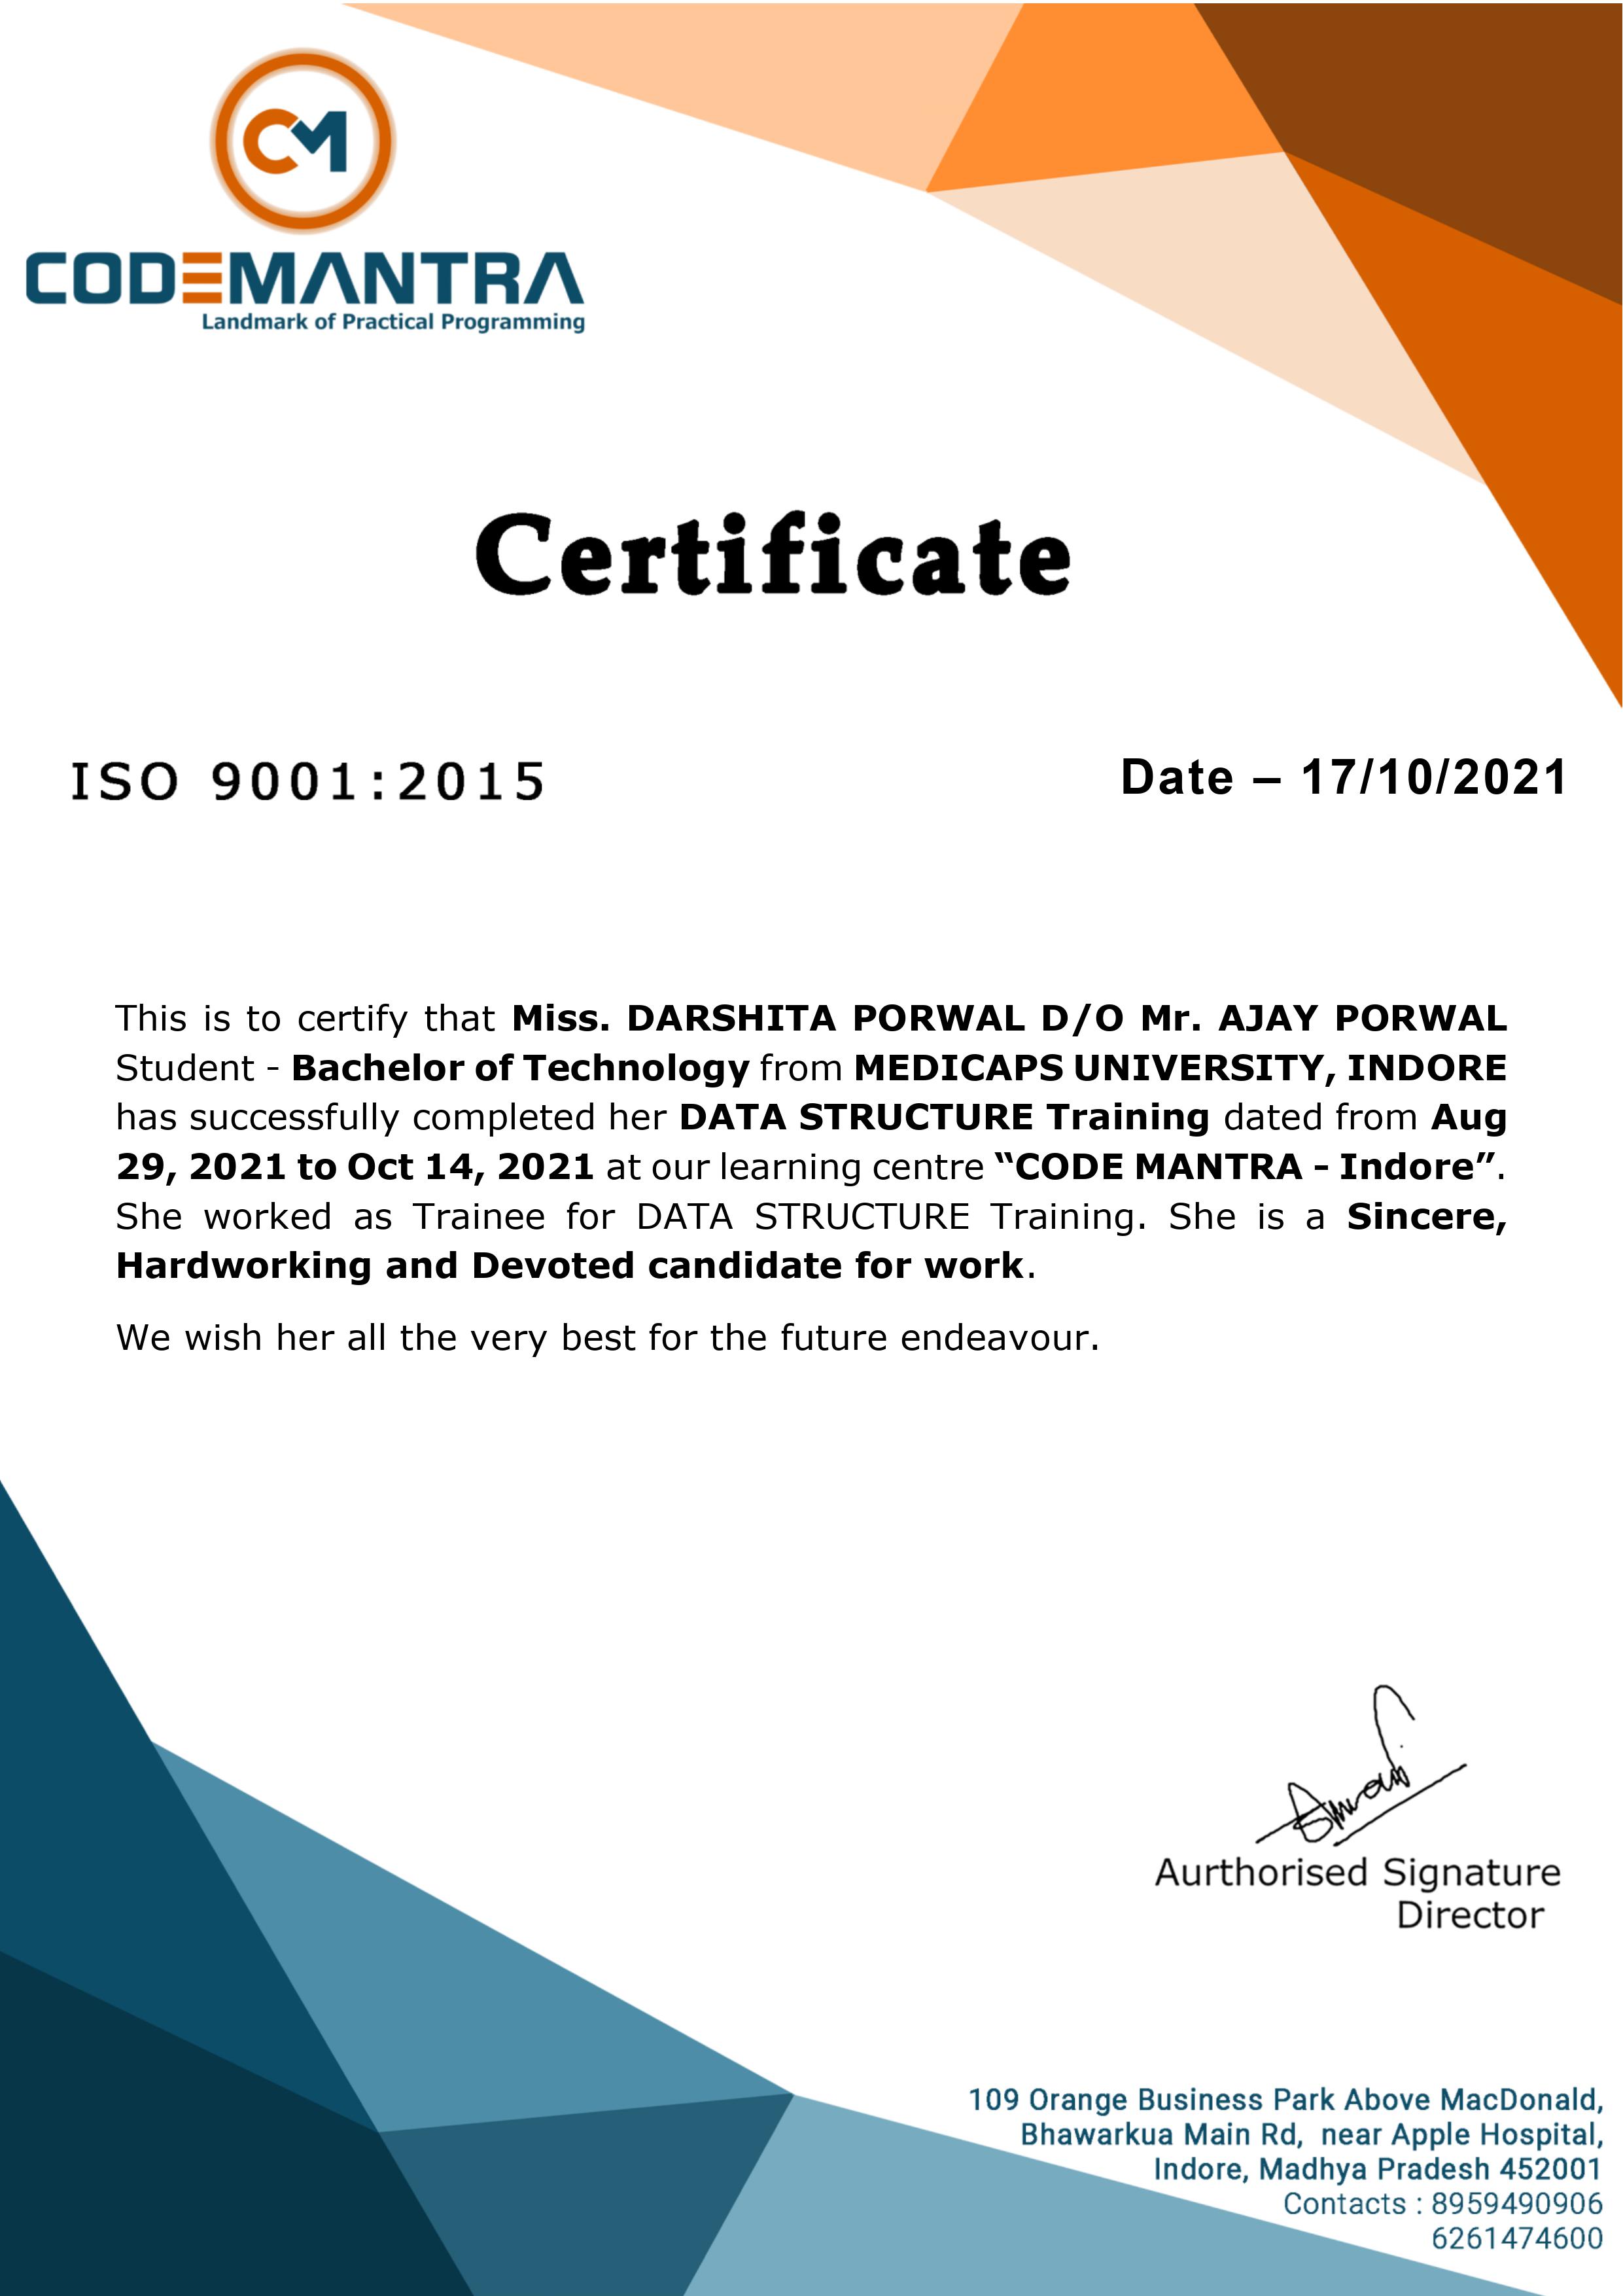 CM
CODEMANTRA
Landmark of Practical Programming
Certificate
ISO 9001:2015
Date – 17/10/2021
This is to certify that Miss. DARSHITA PORWAL D/O Mr. AJAY PORWAL
Student - Bachelor of Technology from MEDICAPS UNIVERSITY, INDORE
has successfully completed her DATA STRUCTURE Training dated from Aug
29, 2021 to Oct 14, 2021 at our learning centre “CODE MANTRA - Indore”.
She worked as Trainee for DATA STRUCTURE Training. She is a Sincere,
Hardworking and Devoted candidate for work.
We wish her all the very best for the future endeavour.
Aurthorised Signature
Director
109 Orange Business Park Above MacDonald,
Bhawarkua Main Rd, near Apple Hospital,
Indore, Madhya Pradesh 452001
Contacts : 8959490906
6261474600